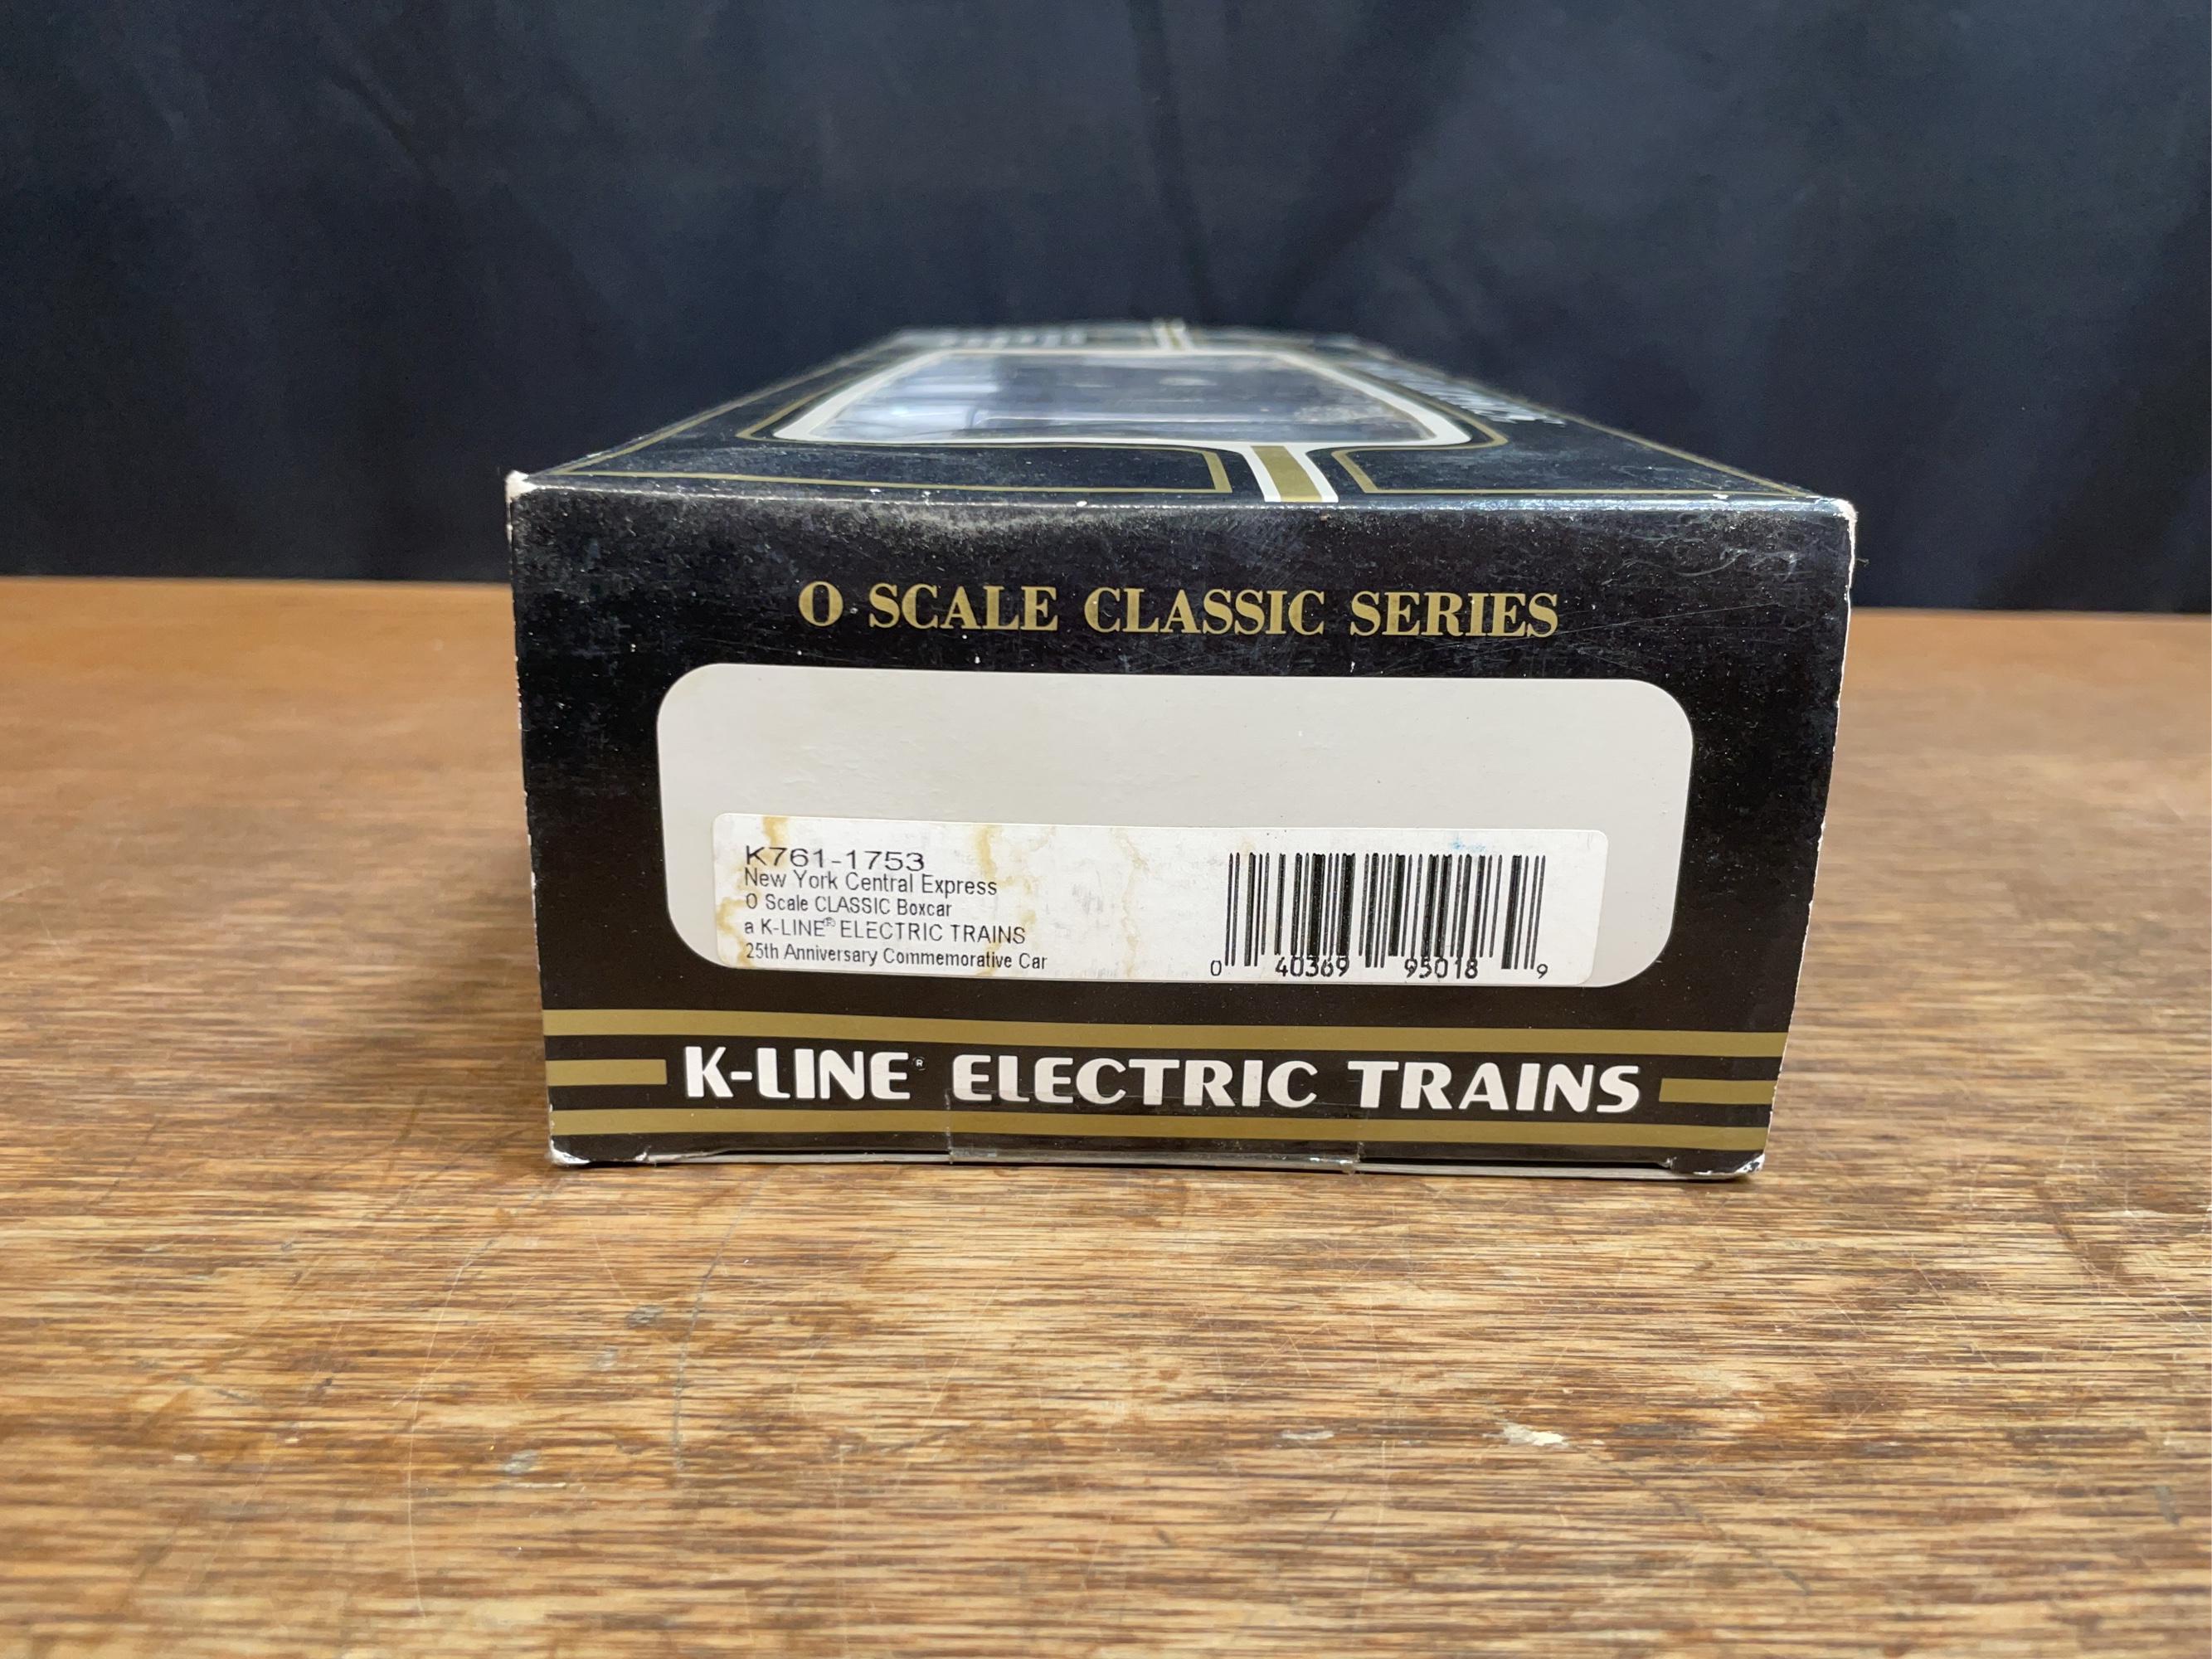 O SCALE CLASSIC SERIES
K761-1753
New York Central Express
O Scale CLASSIC Boxcar
a K-LINE® ELECTRIC TRAINS
25th Anniversary Commemorative Car
0 40369 95018 9
K-LINE® ELECTRIC TRAINS